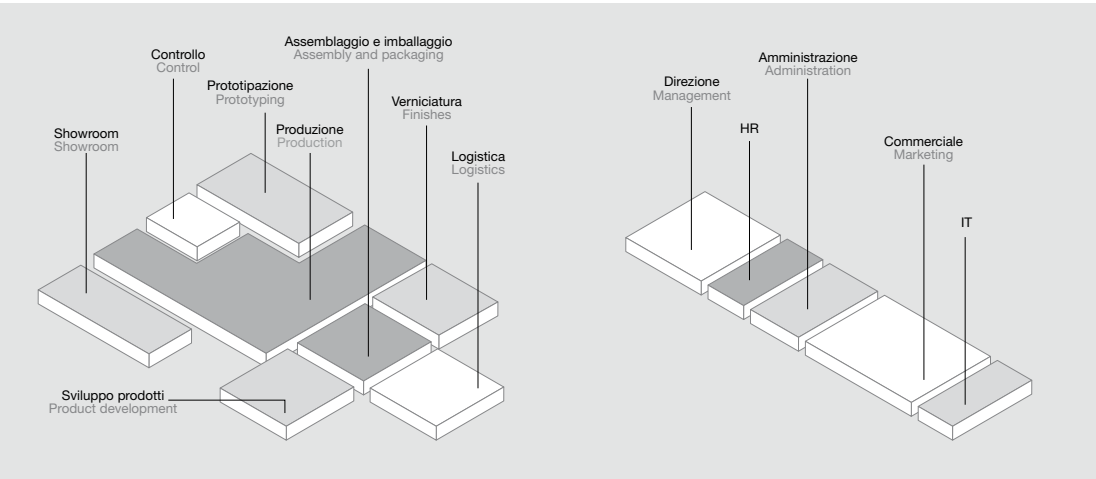 Assemblaggio e imballaggio
Assembly and packaging
Controllo
Control
Prototipazione
Prototyping
Verniciatura
Finishes
Produzione
Production
Showroom
Showroom
Logistica
Logistics
Sviluppo prodotti
Product development
Amministrazione
Administration
Direzione
Management
HR
Commerciale
Marketing
IT